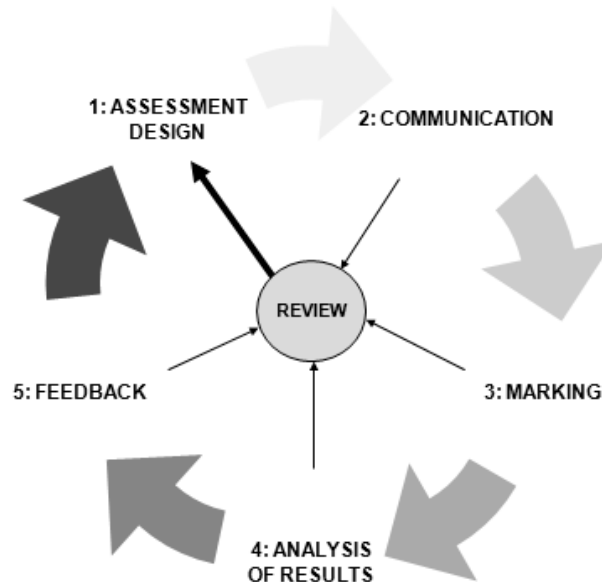 1: ASSESSMENT
DESIGN
2: COMMUNICATION
REVIEW
5: FEEDBACK
3: MARKING
4: ANALYSIS
OF RESULTS